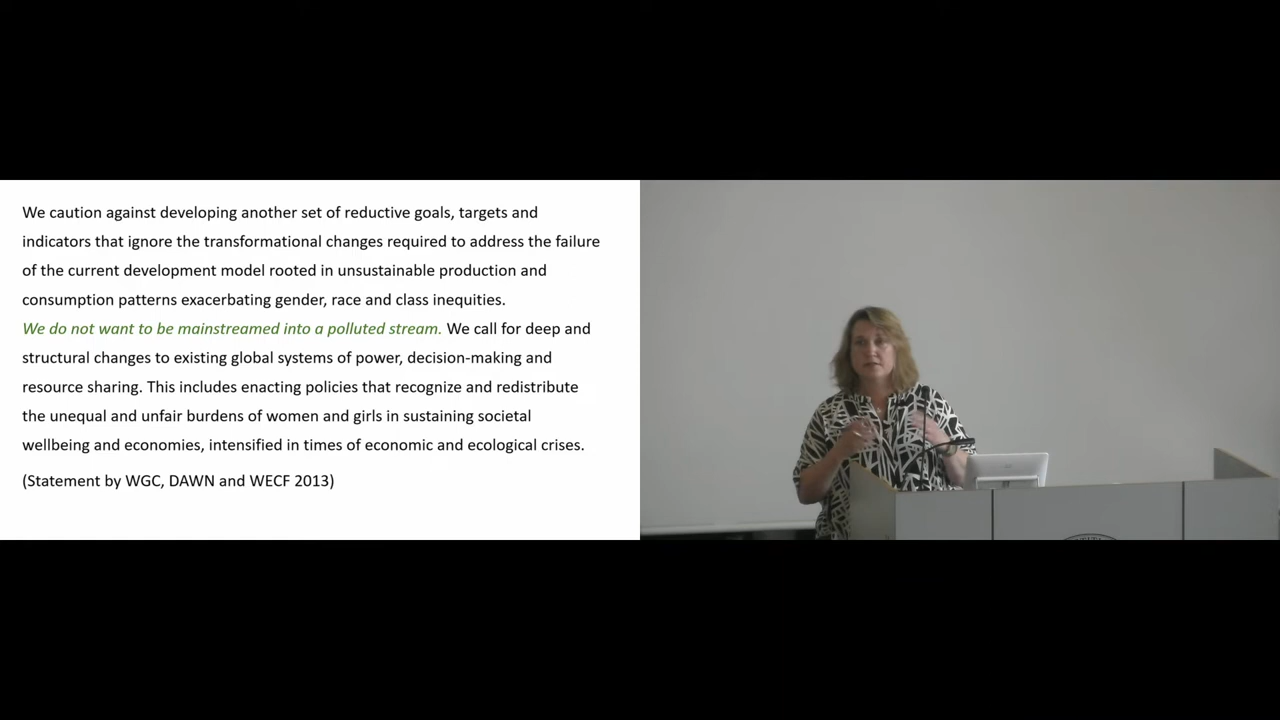 We caution against developing another set of reductive goals, targets and
indicators that ignore the transformational changes required to address the failure
of the current development model rooted in unsustainable production and
consumption patterns exacerbating gender, race and class inequities.
We do not want to be mainstreamed into a polluted stream. We call for deep and
structural changes to existing global systems of power, decision-making and
resource sharing. This includes enacting policies that recognize and redistribute
the unequal and unfair burdens of women and girls in sustaining societal
wellbeing and economies, intensified in times of economic and ecological crises.
(Statement by WGC, DAWN and WECF 2013)